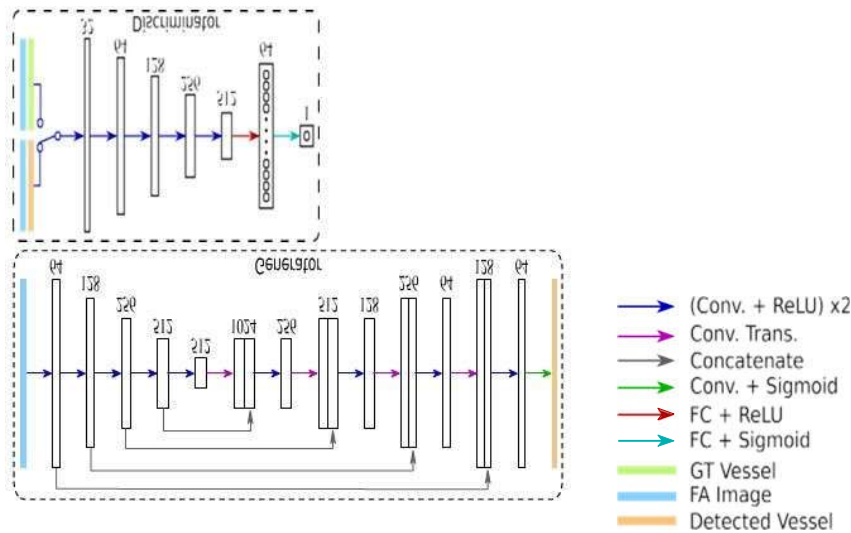 Discriminator
32
64
128
256
512
64
1
Generator
64
128
256
512
512
1024
256
512
128
256
64
128
64
(Conv. + ReLU) x2
Conv. Trans.
Concatenate
Conv. + Sigmoid
FC + ReLU
FC + Sigmoid
GT Vessel
FA Image
Detected Vessel